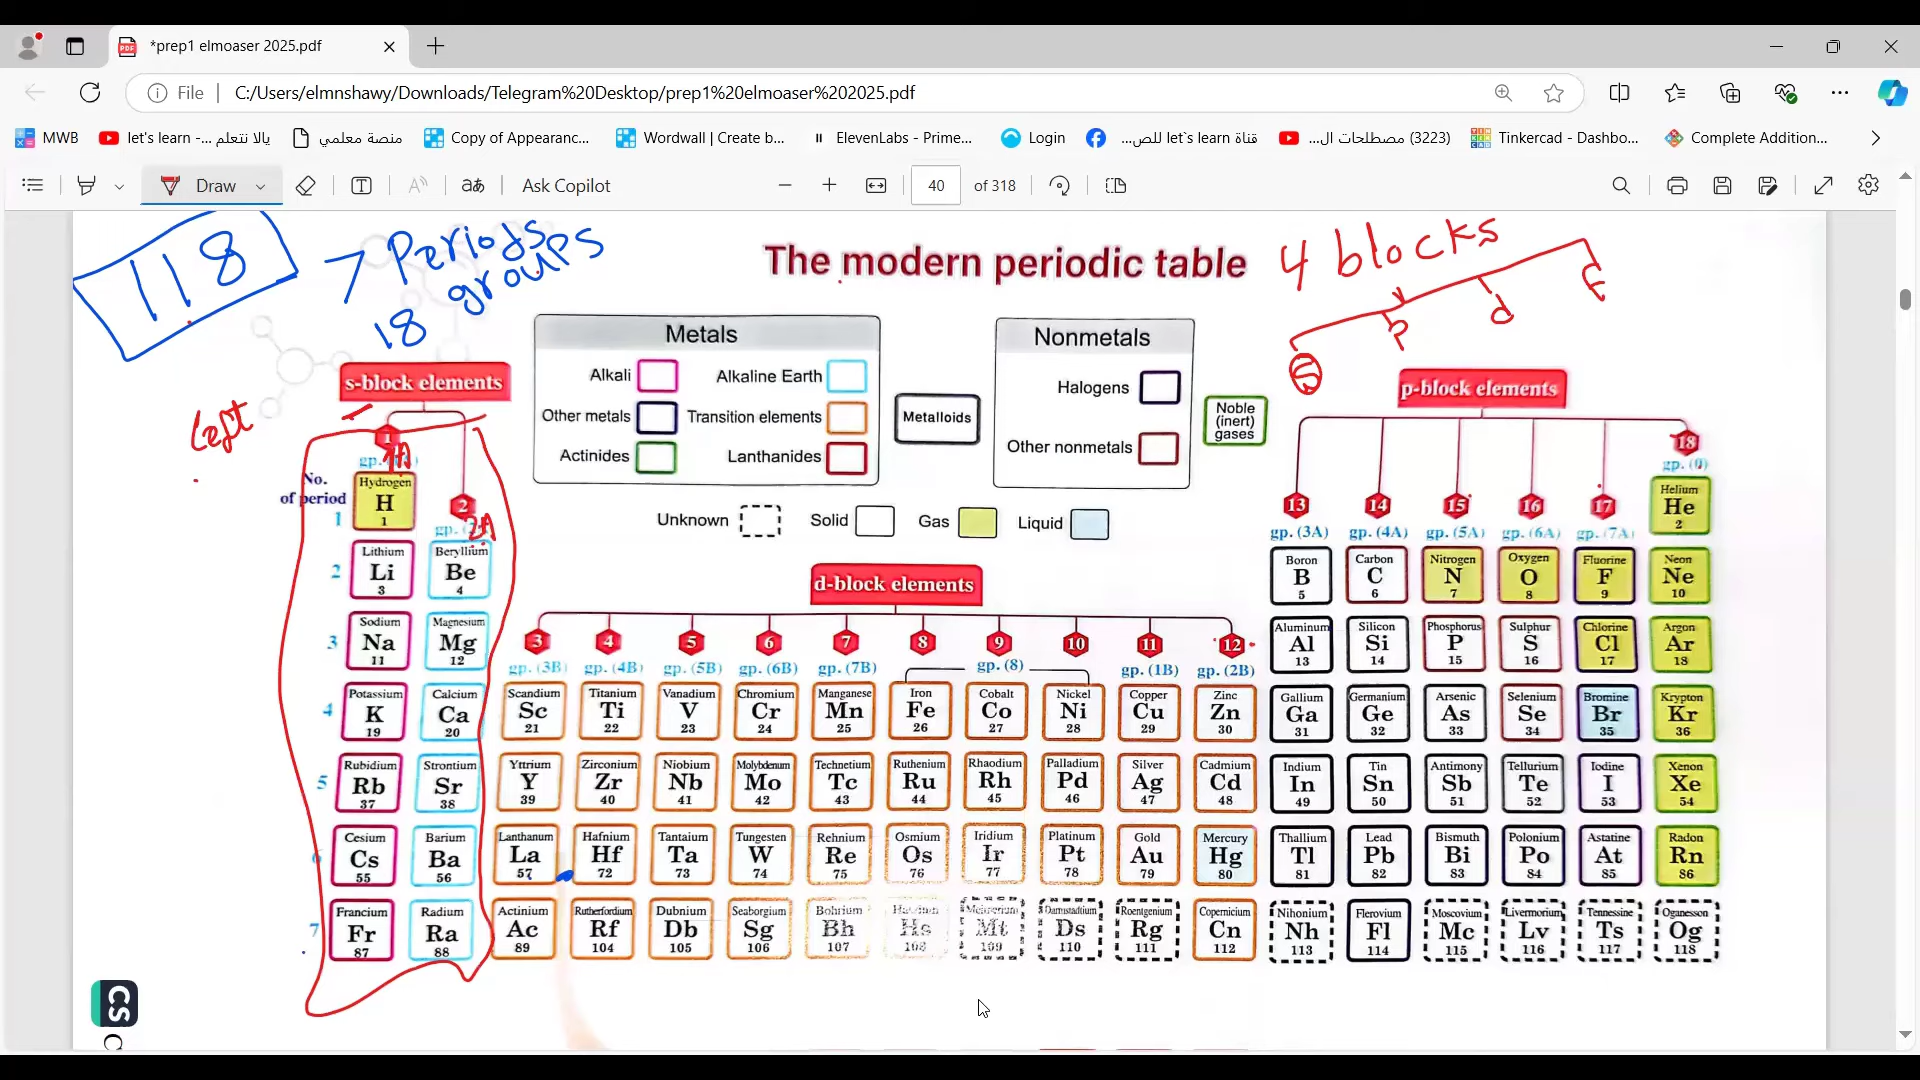 *prep1 elmoaser 2025.pdf
File
C:/Users/elmnshawy/Downloads/Telegram%20Desktop/prep1%20elmoaser%202025.pdf
MWB
let's learn -... يالا نتعلم
منصة معلمي
Copy of Appearanc...
Wordwall | Create b...
ElevenLabs - Prime...
Login
قناة let`s learn للص...
(3223) مصطلحات ال...
Tinkercad - Dashbo...
Complete Addition...
Draw
Ask Copilot
40
of 318
118
7 Periods
18 groups
The modern periodic table
4 blocks
s p d f
Metals
Alkali
Alkaline Earth
Other metals
Transition elements
Actinides
Lanthanides
Metalloids
Nonmetals
Halogens
Other nonmetals
Noble (inert) gases
Unknown
Solid
Gas
Liquid
s-block elements
p-block elements
d-block elements
Left
No. of period
1 2
1A
2A
3 4 5 6 7 8 9 10 11 12
gp. (3B) gp. (4B) gp. (5B) gp. (6B) gp. (7B) gp. (8) gp. (1B) gp. (2B)
13 14 15 16 17 18
gp. (3A) gp. (4A) gp. (5A) gp. (6A) gp. (7A) gp. (0)
1 Hydrogen H 1 Helium He 2
2 Lithium Li 3 Beryllium Be 4 Boron B 5 Carbon C 6 Nitrogen N 7 Oxygen O 8 Fluorine F 9 Neon Ne 10
3 Sodium Na 11 Magnesium Mg 12 Aluminum Al 13 Silicon Si 14 Phosphorus P 15 Sulphur S 16 Chlorine Cl 17 Argon Ar 18
4 Potassium K 19 Calcium Ca 20 Scandium Sc 21 Titanium Ti 22 Vanadium V 23 Chromium Cr 24 Manganese Mn 25 Iron Fe 26 Cobalt Co 27 Nickel Ni 28 Copper Cu 29 Zinc Zn 30 Gallium Ga 31 Germanium Ge 32 Arsenic As 33 Selenium Se 34 Bromine Br 35 Krypton Kr 36
5 Rubidium Rb 37 Strontium Sr 38 Yttrium Y 39 Zirconium Zr 40 Niobium Nb 41 Molybdenum Mo 42 Technetium Tc 43 Ruthenium Ru 44 Rhaodium Rh 45 Palladium Pd 46 Silver Ag 47 Cadmium Cd 48 Indium In 49 Tin Sn 50 Antimony Sb 51 Tellurium Te 52 Iodine I 53 Xenon Xe 54
6 Cesium Cs 55 Barium Ba 56 Lanthanum La 57 Hafnium Hf 72 Tantaium Ta 73 Tungesten W 74 Rehnium Re 75 Osmium Os 76 Iridium Ir 77 Platinum Pt 78 Gold Au 79 Mercury Hg 80 Thallium Tl 81 Lead Pb 82 Bismuth Bi 83 Polonium Po 84 Astatine At 85 Radon Rn 86
7 Francium Fr 87 Radium Ra 88 Actinium Ac 89 Rutherfordium Rf 104 Dubnium Db 105 Seaborgium Sg 106 Bohrium Bh 107 Hs 108 Mt 109 Darmstadtium Ds 110 Roentgenium Rg 111 Copernicium Cn 112 Nihonium Nh 113 Flerovium Fl 114 Moscovium Mc 115 Livermorium Lv 116 Tennessine Ts 117 Oganesson Og 118
CS